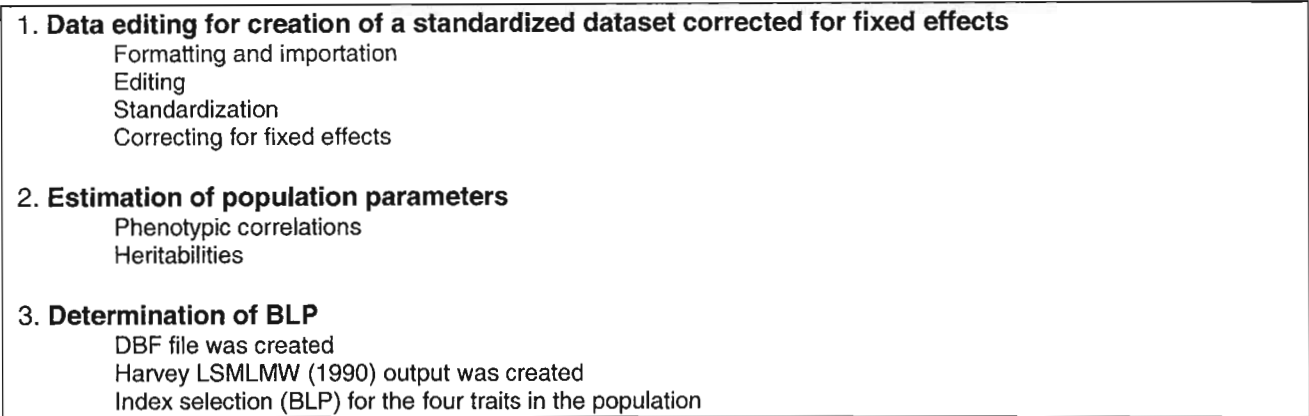 1. Data editing for creation of a standardized dataset corrected for fixed effects
Formatting and importation
Editing
Standardization
Correcting for fixed effects
2. Estimation of population parameters
Phenotypic correlations
Heritabilities
3. Determination of BLP
DBF file was created
Harvey LSMLMW (1990) output was created
Index selection (BLP) for the four traits in the population